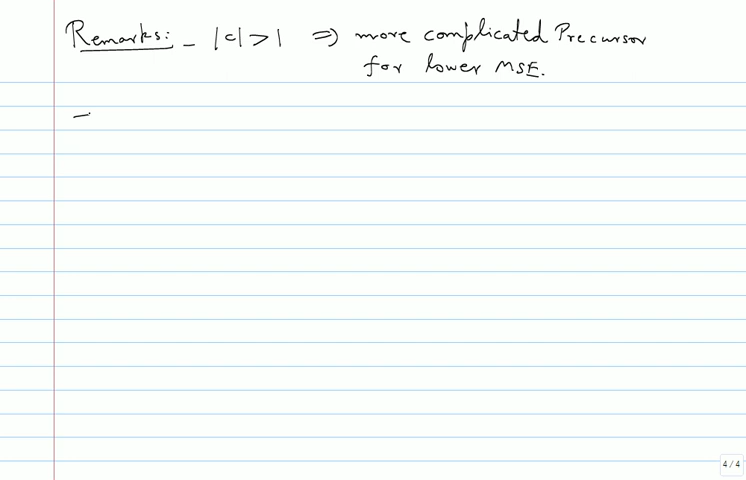 Remarks: - |c| > 1 ⇒ more complicated Precursor
for lower MSE.
-
4 / 4